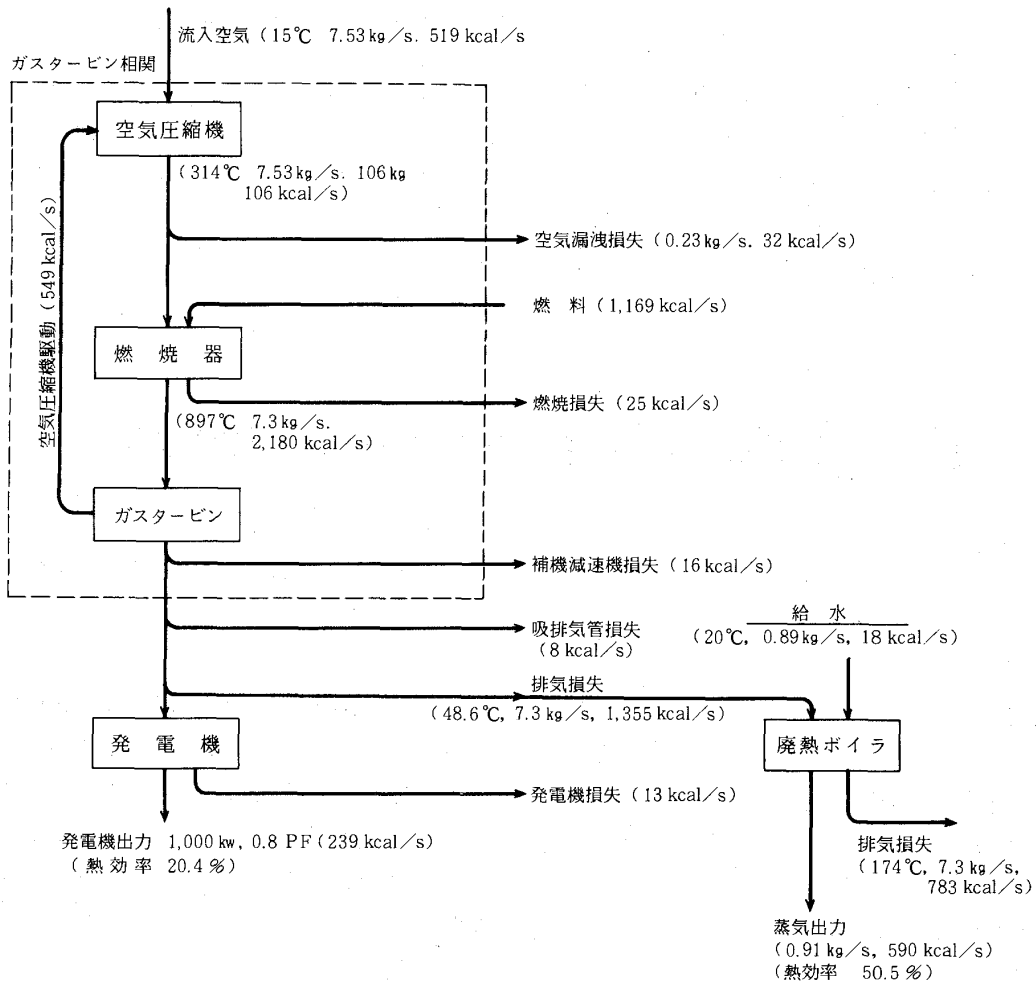 流入空気(15℃ 7.53kg/s. 519 kcal/s
ガスタービン相関
空気圧縮機
(314℃ 7.53kg/s. 106kg
106 kcal/s)
空気圧縮機駆動(549 kcal/s)
空気漏洩損失(0.23kg/s. 32 kcal/s)
燃 料(1,169 kcal/s)
燃 焼 器
燃焼損失(25 kcal/s)
(897℃ 7.3kg/s.
2,180 kcal/s)
ガスタービン
補機減速機損失(16 kcal/s)
吸排気管損失
(8 kcal/s)
給 水
(20℃, 0.89kg/s, 18 kcal/s)
排気損失
(48.6℃, 7.3kg/s, 1,355 kcal/s)
発 電 機
廃熱ボイラ
発電機損失(13 kcal/s)
発電機出力 1,000 kw, 0.8 PF(239 kcal/s)
(熱効率 20.4%)
排気損失
(174℃, 7.3kg/s,
783 kcal/s)
蒸気出力
(0.91kg/s, 590 kcal/s)
(熱効率 50.5%)